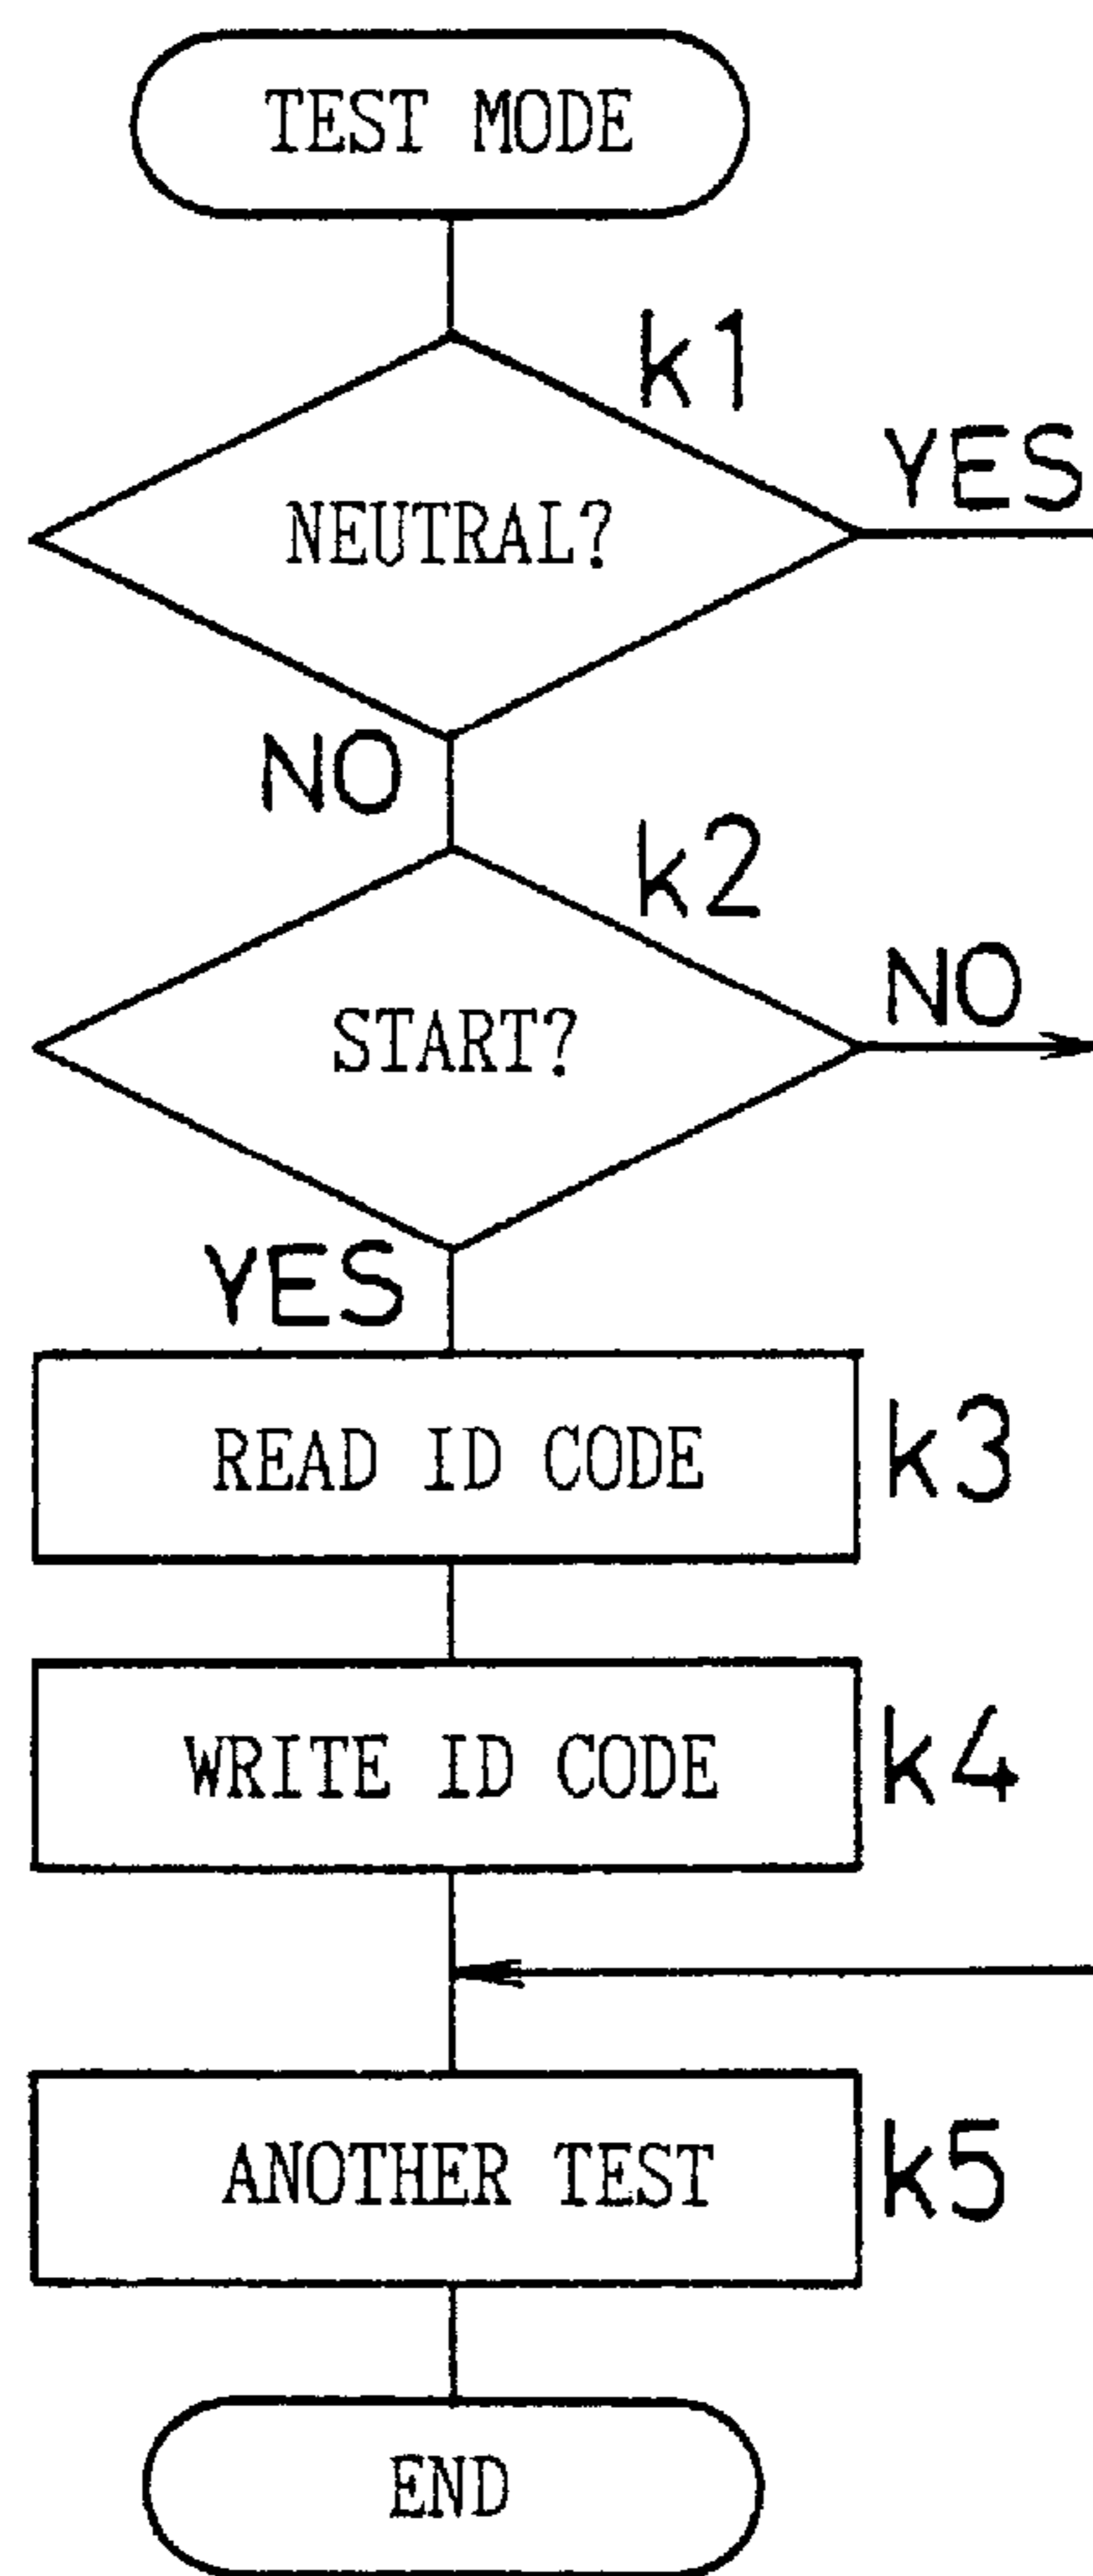 TEST MODE
k1
YES
NEUTRAL?
NO
k2
NO
START?
YES
READ ID CODE
k3
WRITE ID CODE
k4
ANOTHER TEST
k5
END